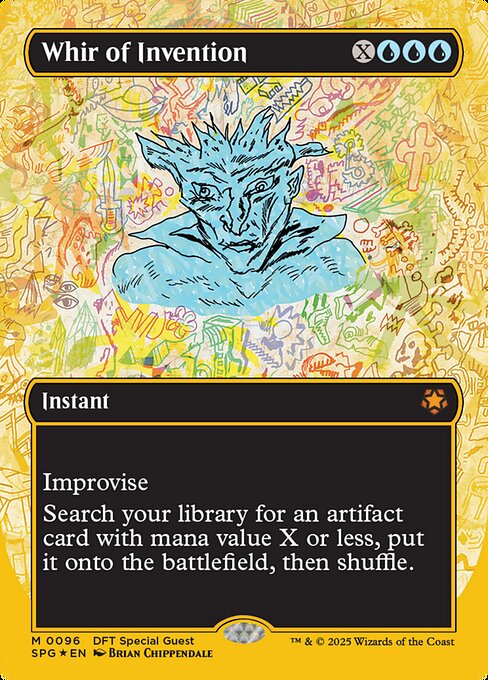 Whir of Invention X
Instant
Improvise
Search your library for an artifact
card with mana value X or less, put
it onto the battlefield, then shuffle.
M 0096 DFT Special Guest
SPG★EN Brian Chippendale
™ & © 2025 Wizards of the Coast